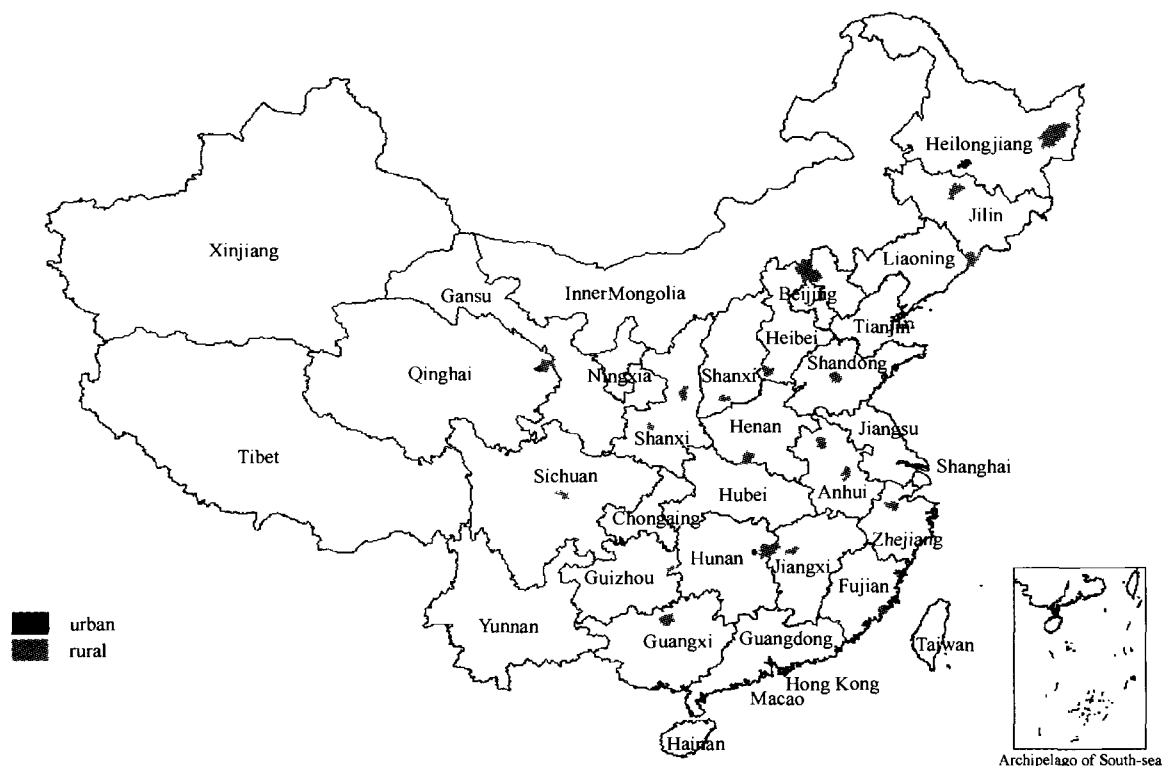 Heilongjiang
Jilin
Xinjiang
Liaoning
Gansu
InnerMongolia
Beijing
Tianjin
Heibei
Shandong
Qinghai
Ningxia
Shanxi
Henan
Jiangsu
Shanxi
Tibet
Shanghai
Sichuan
Hubei
Anhui
Chongaing
Zhejiang
Hunan
Jiangxi
Guizhou
Fujian
urban
Yunnan
Guangxi
Guangdong
Taiwan
rural
Hong Kong
Macao
Hainan
Archipelago of South-sea